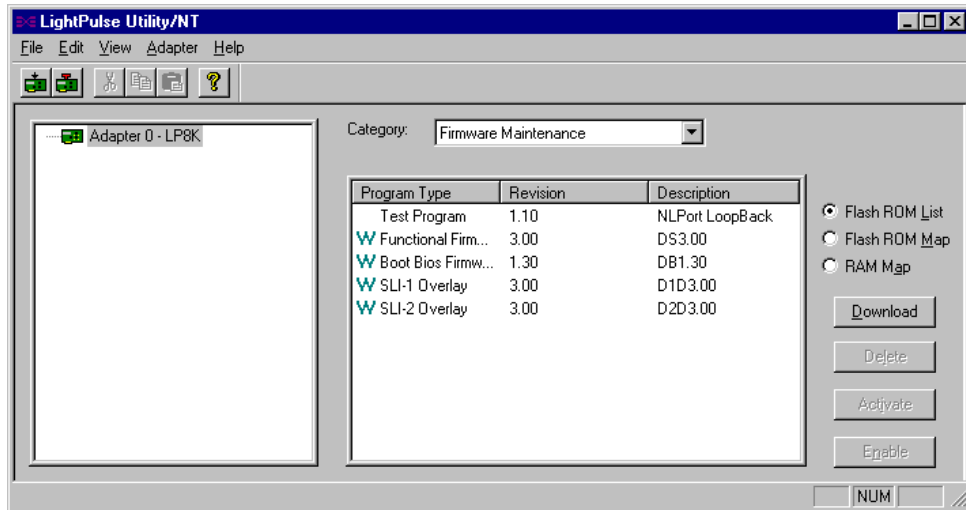 LightPulse Utility/NT
File Edit View Adapter Help
Adapter 0 - LP8K
Category: Firmware Maintenance
Program Type Revision Description
Test Program 1.10 NLPort LoopBack
W Functional Firm... 3.00 DS3.00
W Boot Bios Firmw... 1.30 DB1.30
W SLI-1 Overlay 3.00 D1D3.00
W SLI-2 Overlay 3.00 D2D3.00
Flash ROM List
Flash ROM Map
RAM Map
Download
Delete
Activate
Enable
NUM